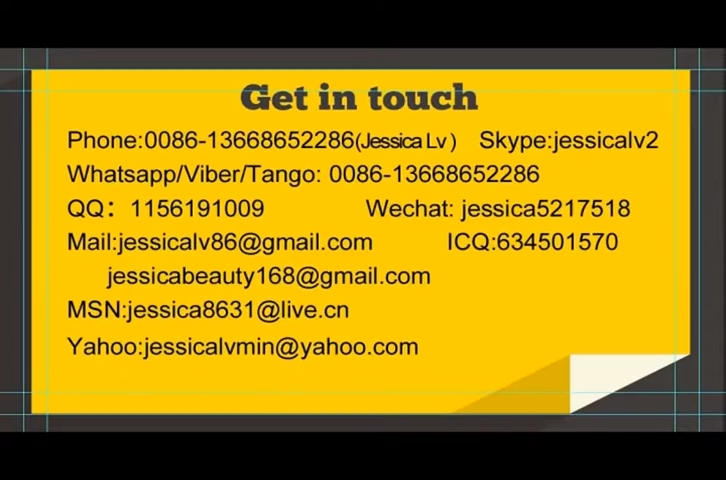 Get in touch
Phone:0086-13668652286(Jessica Lv ) Skype:jessicalv2
Whatsapp/Viber/Tango: 0086-13668652286
QQ：1156191009 Wechat: jessica5217518
Mail:jessicalv86@gmail.com ICQ:634501570
jessicabeauty168@gmail.com
MSN:jessica8631@live.cn
Yahoo:jessicalvmin@yahoo.com